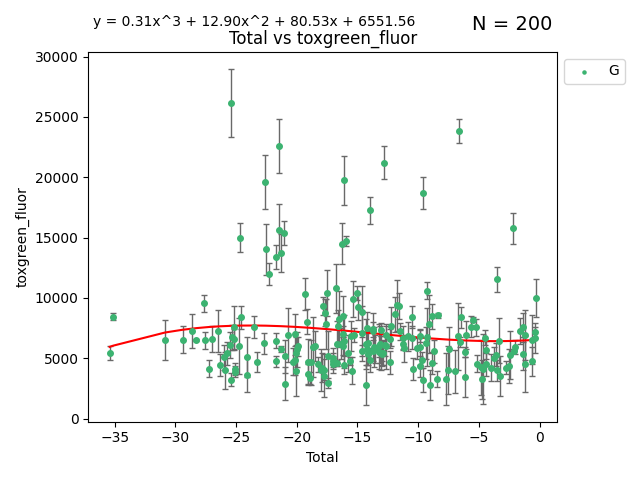 y = 0.31x^3 + 12.90x^2 + 80.53x + 6551.56
N = 200
Total vs toxgreen_fluor
G
30000
25000
20000
15000
10000
5000
0
toxgreen_fluor
−35 −30 −25 −20 −15 −10 −5 0
Total